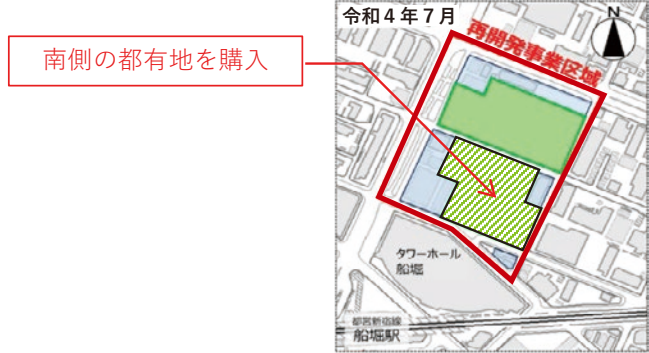 令和4年7月
N
再開発事業区域
南側の都有地を購入
タワーホール
船堀
都営新宿線
船堀駅